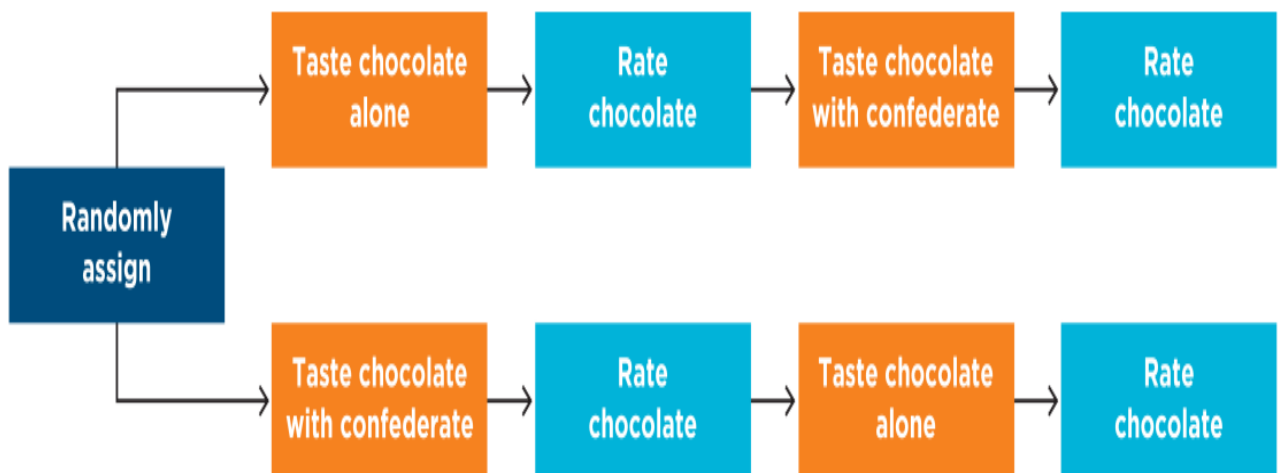 Taste chocolate
alone
Rate
chocolate
Taste chocolate
with confederate
Rate
chocolate
Randomly
assign
Taste chocolate
with confederate
Rate
chocolate
Taste chocolate
alone
Rate
chocolate